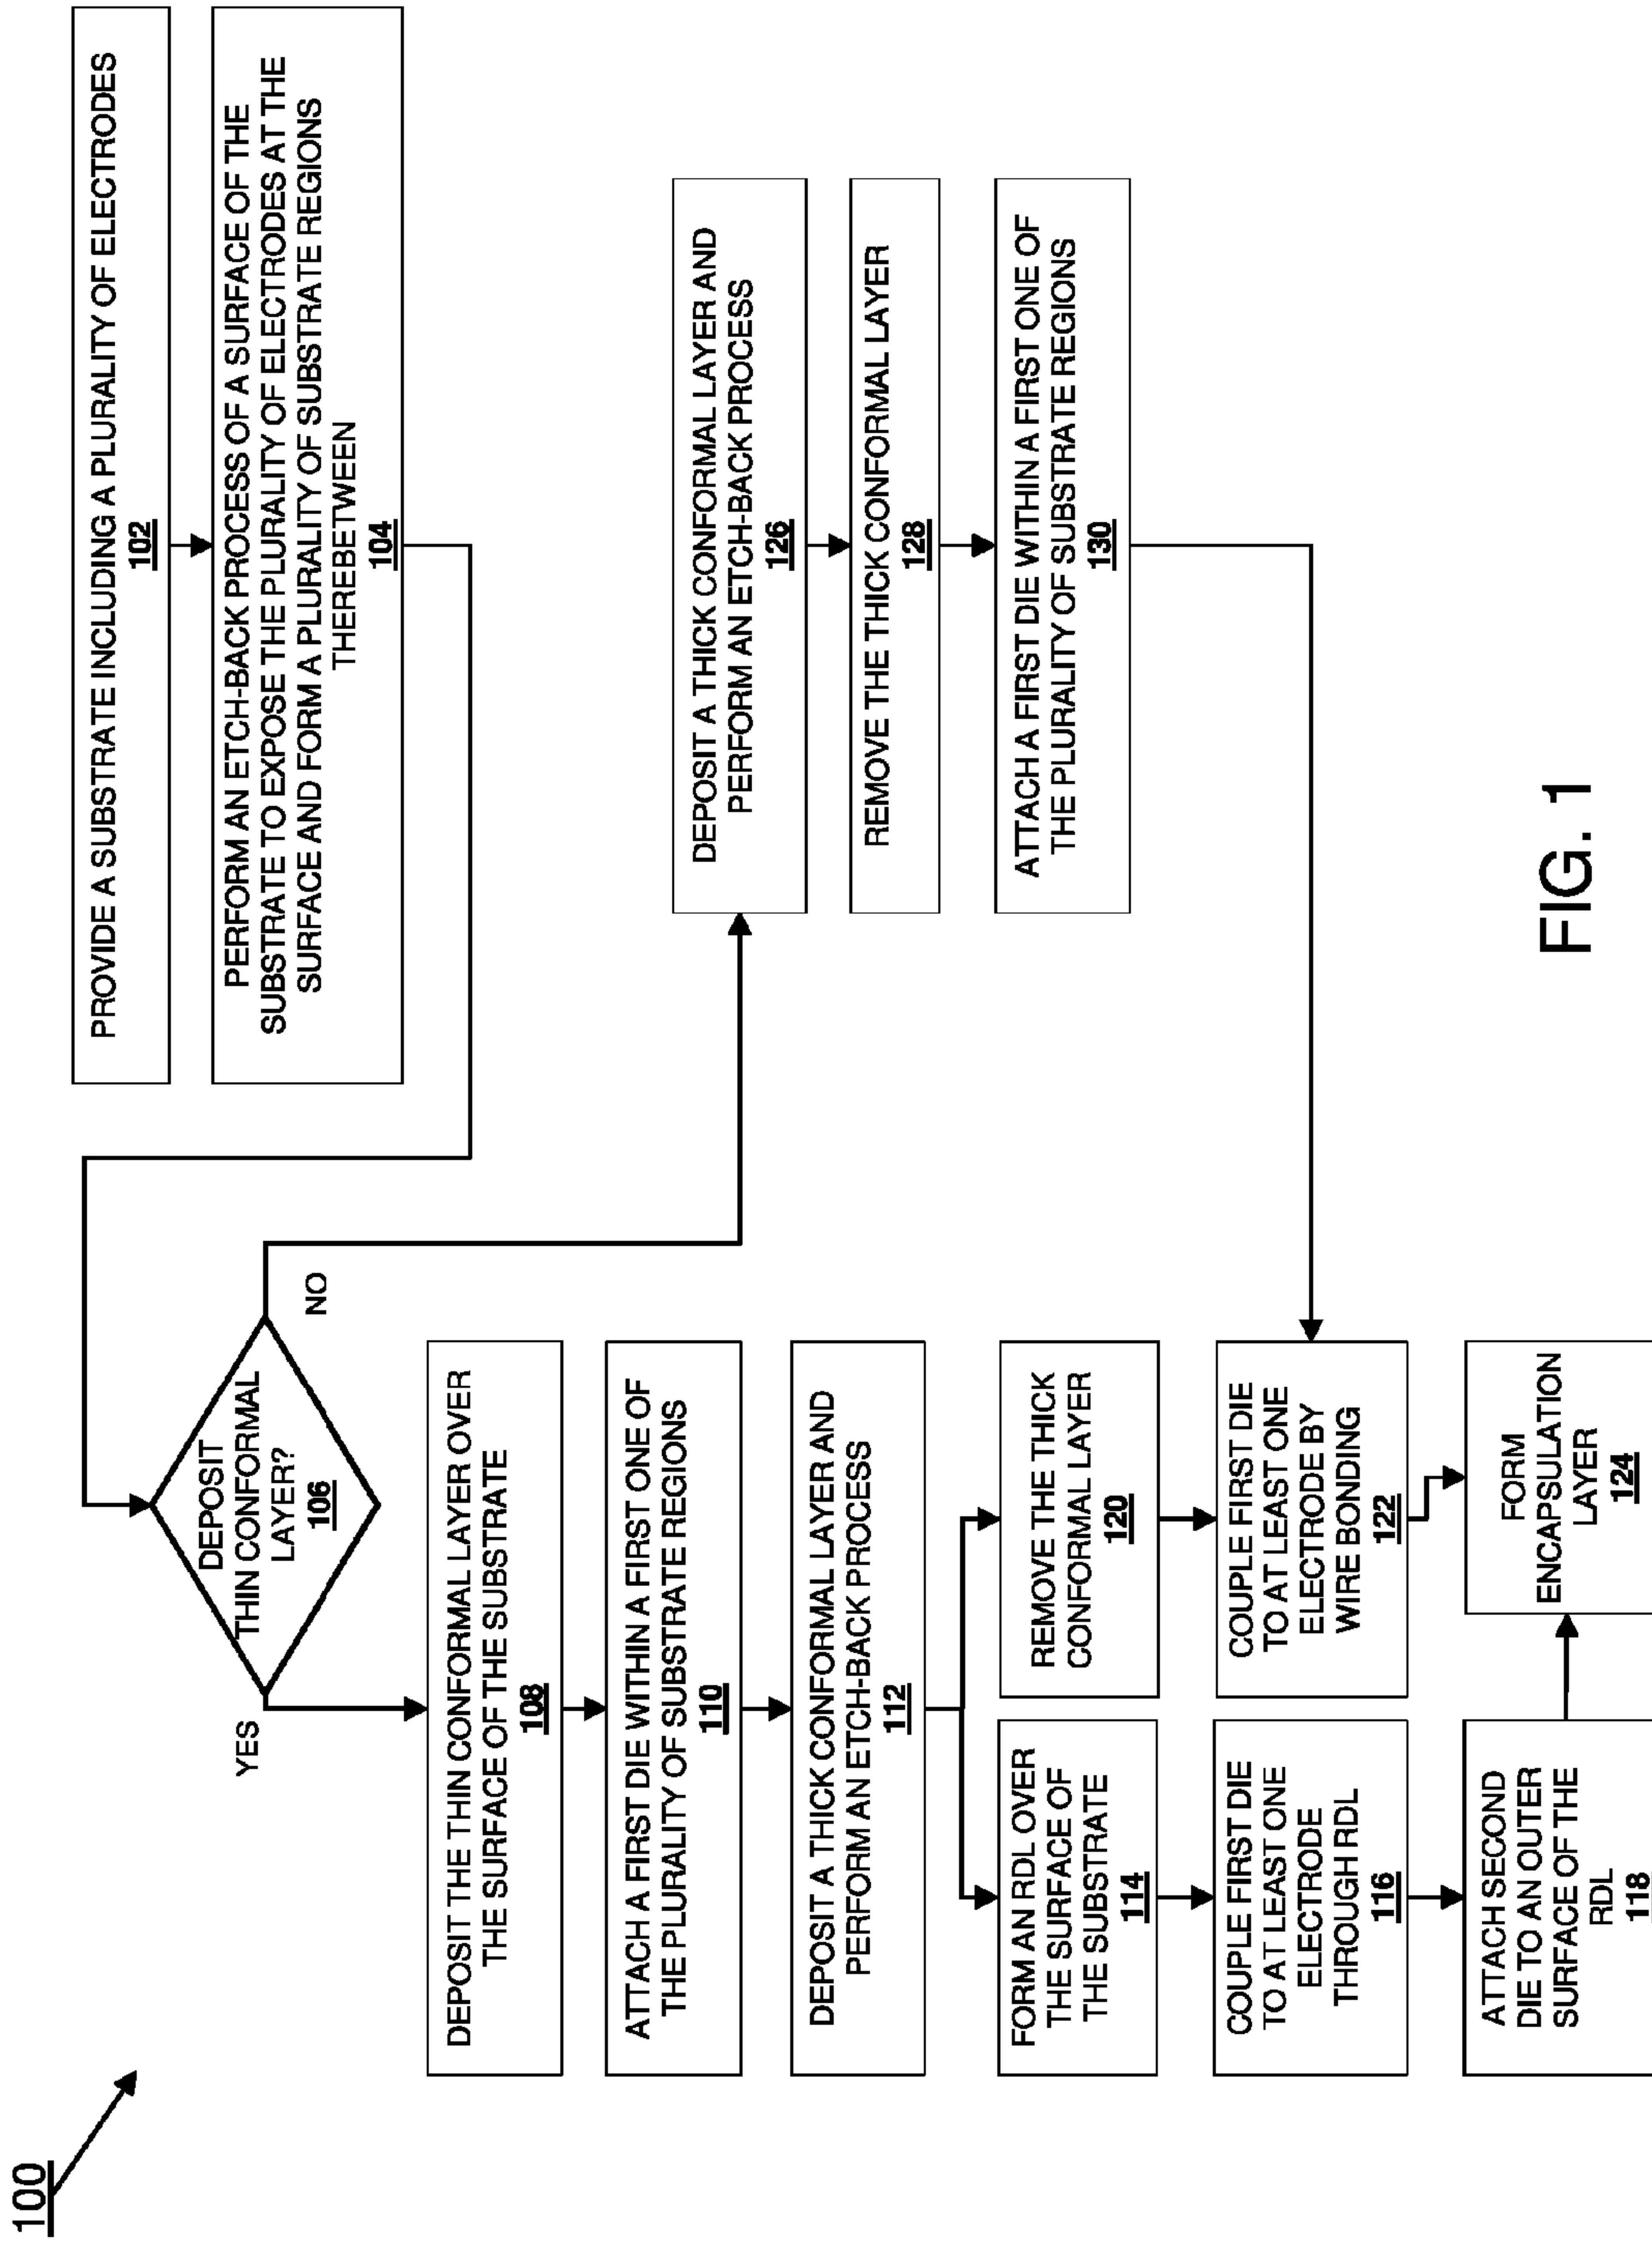 100
PROVIDE A SUBSTRATE INCLUDING A PLURALITY OF ELECTRODES
102
PERFORM AN ETCH-BACK PROCESS OF A SURFACE OF THE
SUBSTRATE TO EXPOSE THE PLURALITY OF ELECTRODES AT THE
SURFACE AND FORM A PLURALITY OF SUBSTRATE REGIONS
THEREBETWEEN
104
DEPOSIT
THIN CONFORMAL
LAYER?
106
YES
NO
DEPOSIT THE THIN CONFORMAL LAYER OVER
THE SURFACE OF THE SUBSTRATE
108
ATTACH A FIRST DIE WITHIN A FIRST ONE OF
THE PLURALITY OF SUBSTRATE REGIONS
110
DEPOSIT A THICK CONFORMAL LAYER AND
PERFORM AN ETCH-BACK PROCESS
112
FORM AN RDL OVER
THE SURFACE OF
THE SUBSTRATE
114
COUPLE FIRST DIE
TO AT LEAST ONE
ELECTRODE
THROUGH RDL
116
ATTACH SECOND
DIE TO AN OUTER
SURFACE OF THE
RDL
118
REMOVE THE THICK
CONFORMAL LAYER
120
COUPLE FIRST DIE
TO AT LEAST ONE
ELECTRODE BY
WIRE BONDING
122
FORM
ENCAPSULATION
LAYER
124
DEPOSIT A THICK CONFORMAL LAYER AND
PERFORM AN ETCH-BACK PROCESS
126
REMOVE THE THICK CONFORMAL LAYER
128
ATTACH A FIRST DIE WITHIN A FIRST ONE OF
THE PLURALITY OF SUBSTRATE REGIONS
130
FIG. 1